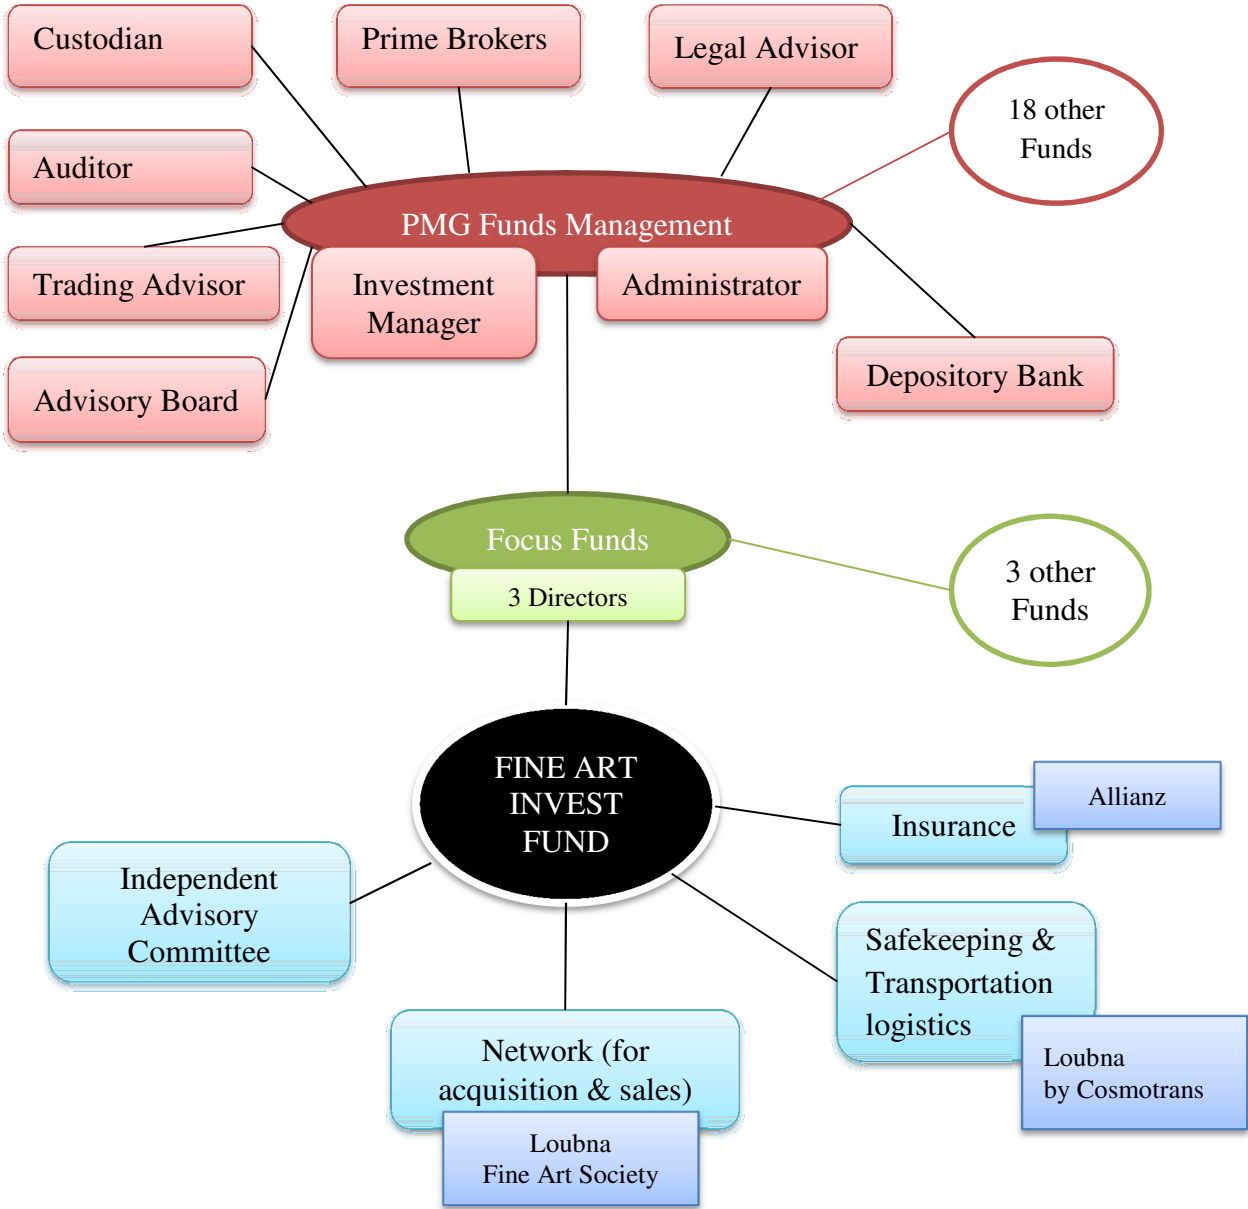 Custodian
Prime Brokers
Legal Advisor
18 other
Funds
Auditor
PMG Funds Management
Trading Advisor
Investment
Manager
Administrator
Depository Bank
Advisory Board
Focus Funds
3 Directors
3 other
Funds
FINE ART
INVEST
FUND
Allianz
Insurance
Independent
Advisory
Committee
Safekeeping &
Transportation
logistics
Loubna
by Cosmotrans
Network (for
acquisition & sales)
Loubna
Fine Art Society